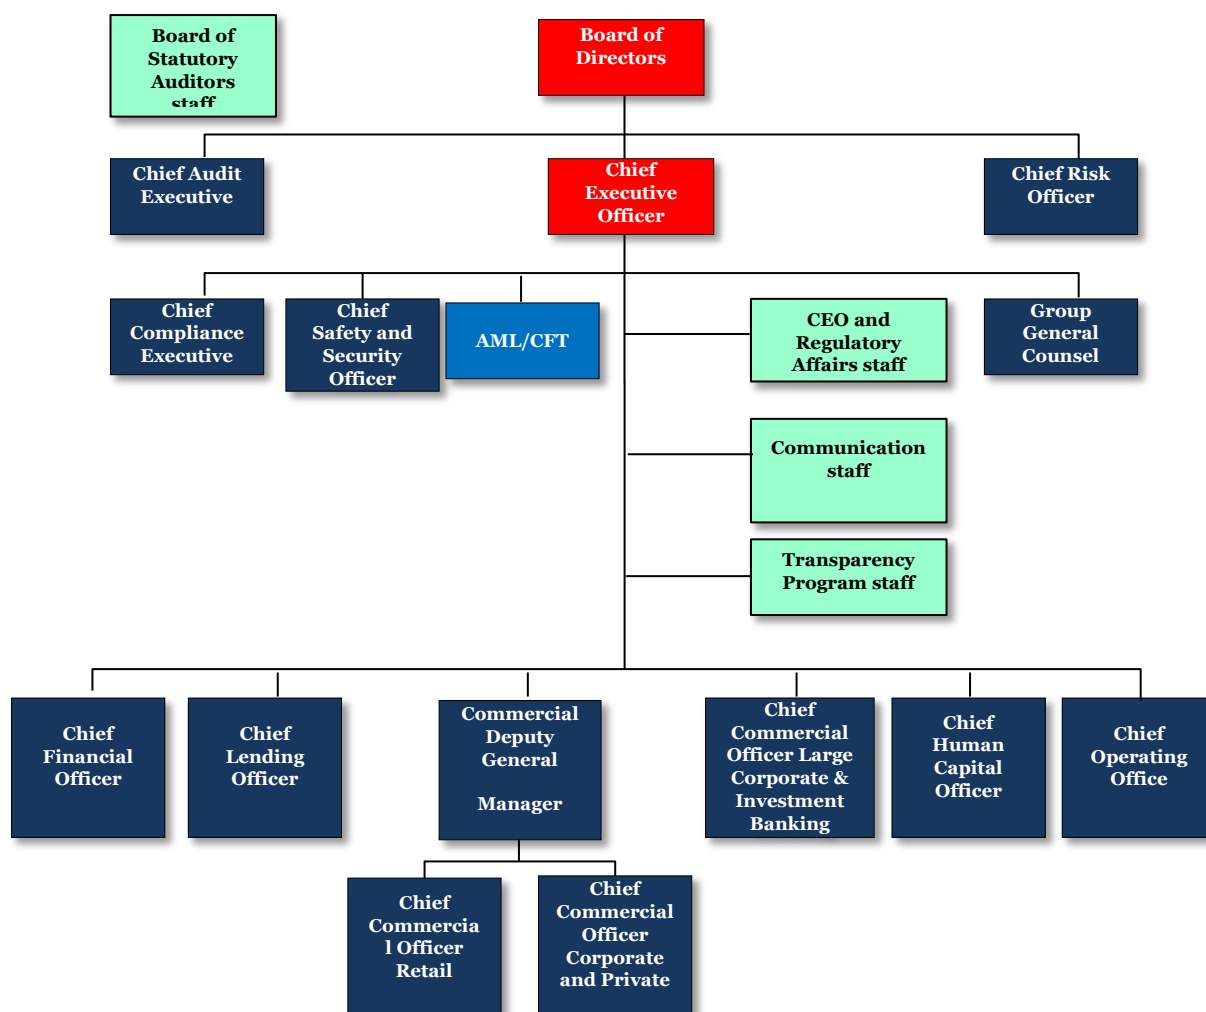 Board of
Statutory
Auditors
staff
Board of
Directors
Chief Audit
Executive
Chief
Executive
Officer
Chief Risk
Officer
Chief
Compliance
Executive
Chief
Safety and
Security
Officer
AML/CFT
CEO and
Regulatory
Affairs staff
Group
General
Counsel
Communication
staff
Transparency
Program staff
Chief
Financial
Officer
Chief
Lending
Officer
Commercial
Deputy
General
Manager
Chief
Commercial
Officer Large
Corporate &
Investment
Banking
Chief
Human
Capital
Officer
Chief
Operating
Office
Chief
Commercia
l Officer
Retail
Chief
Commercial
Officer
Corporate
and Private